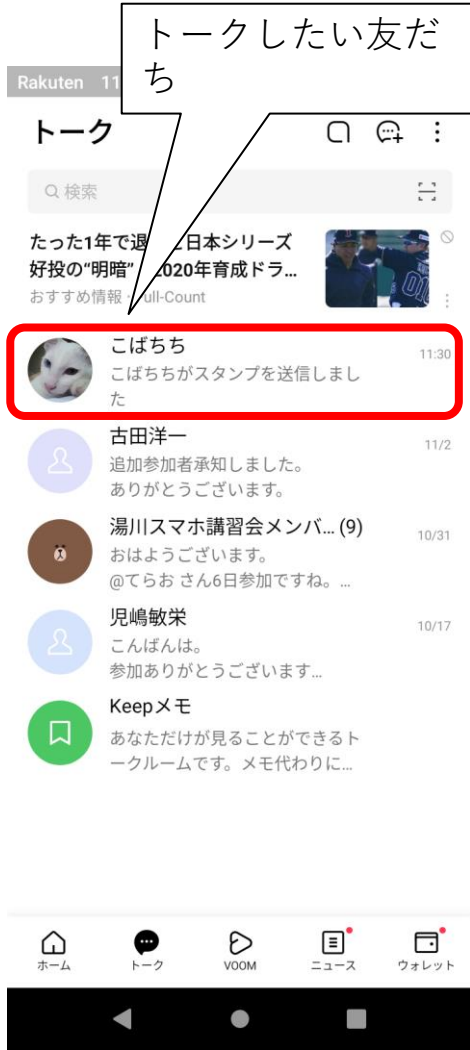 トークしたい友だ
ち
Rakuten 11
トーク
検索
たった1年で退
日本シリーズ
好投の“明暗”
2020年育成ドラ...
おすすめ情報・Full-Count
こばちち
11:30
こばちちがスタンプを送信しまし
た
古田洋一
11/2
追加参加者承知しました。
ありがとうございます。
湯川スマホ講習会メンバ... (9)
10/31
おはようございます。
@てらお さん6日参加ですね。...
児嶋敏栄
10/17
こんばんは。
参加ありがとうございます...
Keepメモ
あなただけが見ることができるト
ークルームです。メモ代わりに...
ホーム
トーク
VOOM
ニュース
ウォレット